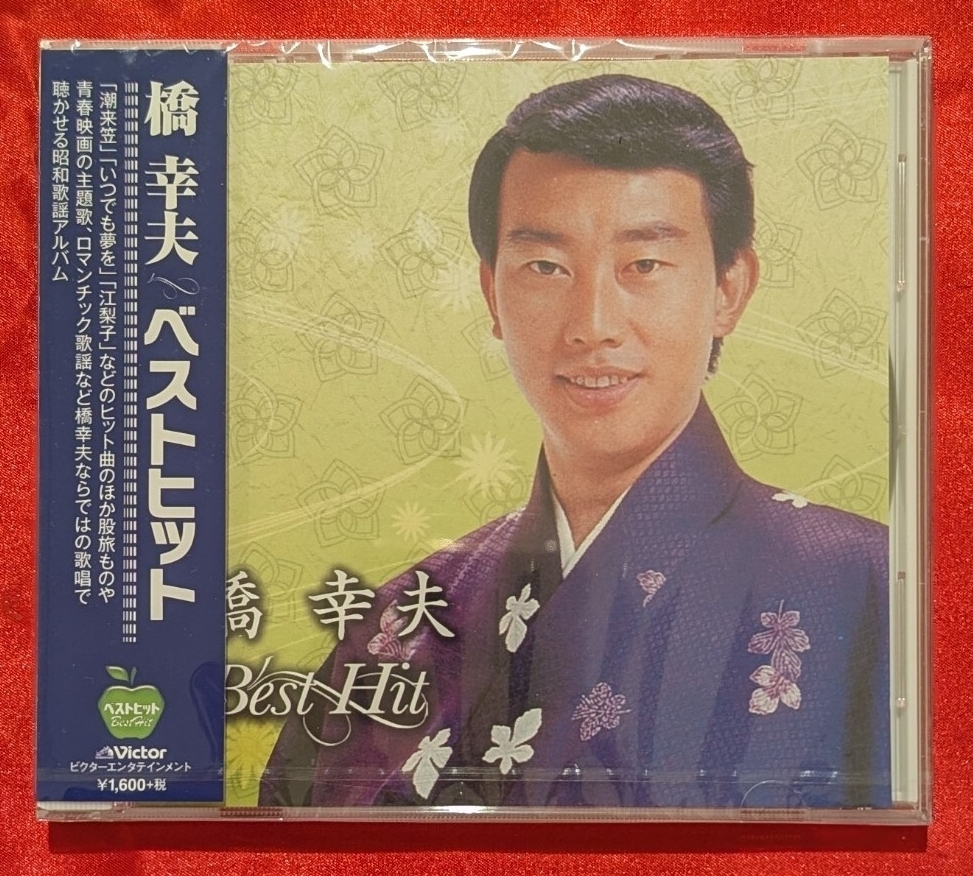 橋 幸夫 ベストヒット
「潮来笠」「いつでも夢を」「江梨子」などのヒット曲のほか股旅ものや
青春映画の主題歌、ロマンチック歌謡など橋幸夫ならではの歌唱で
聴かせる昭和歌謡アルバム
ベストヒット
Best Hit
Victor
ビクターエンタテインメント
¥1,600+税
橋 幸夫
Best Hit